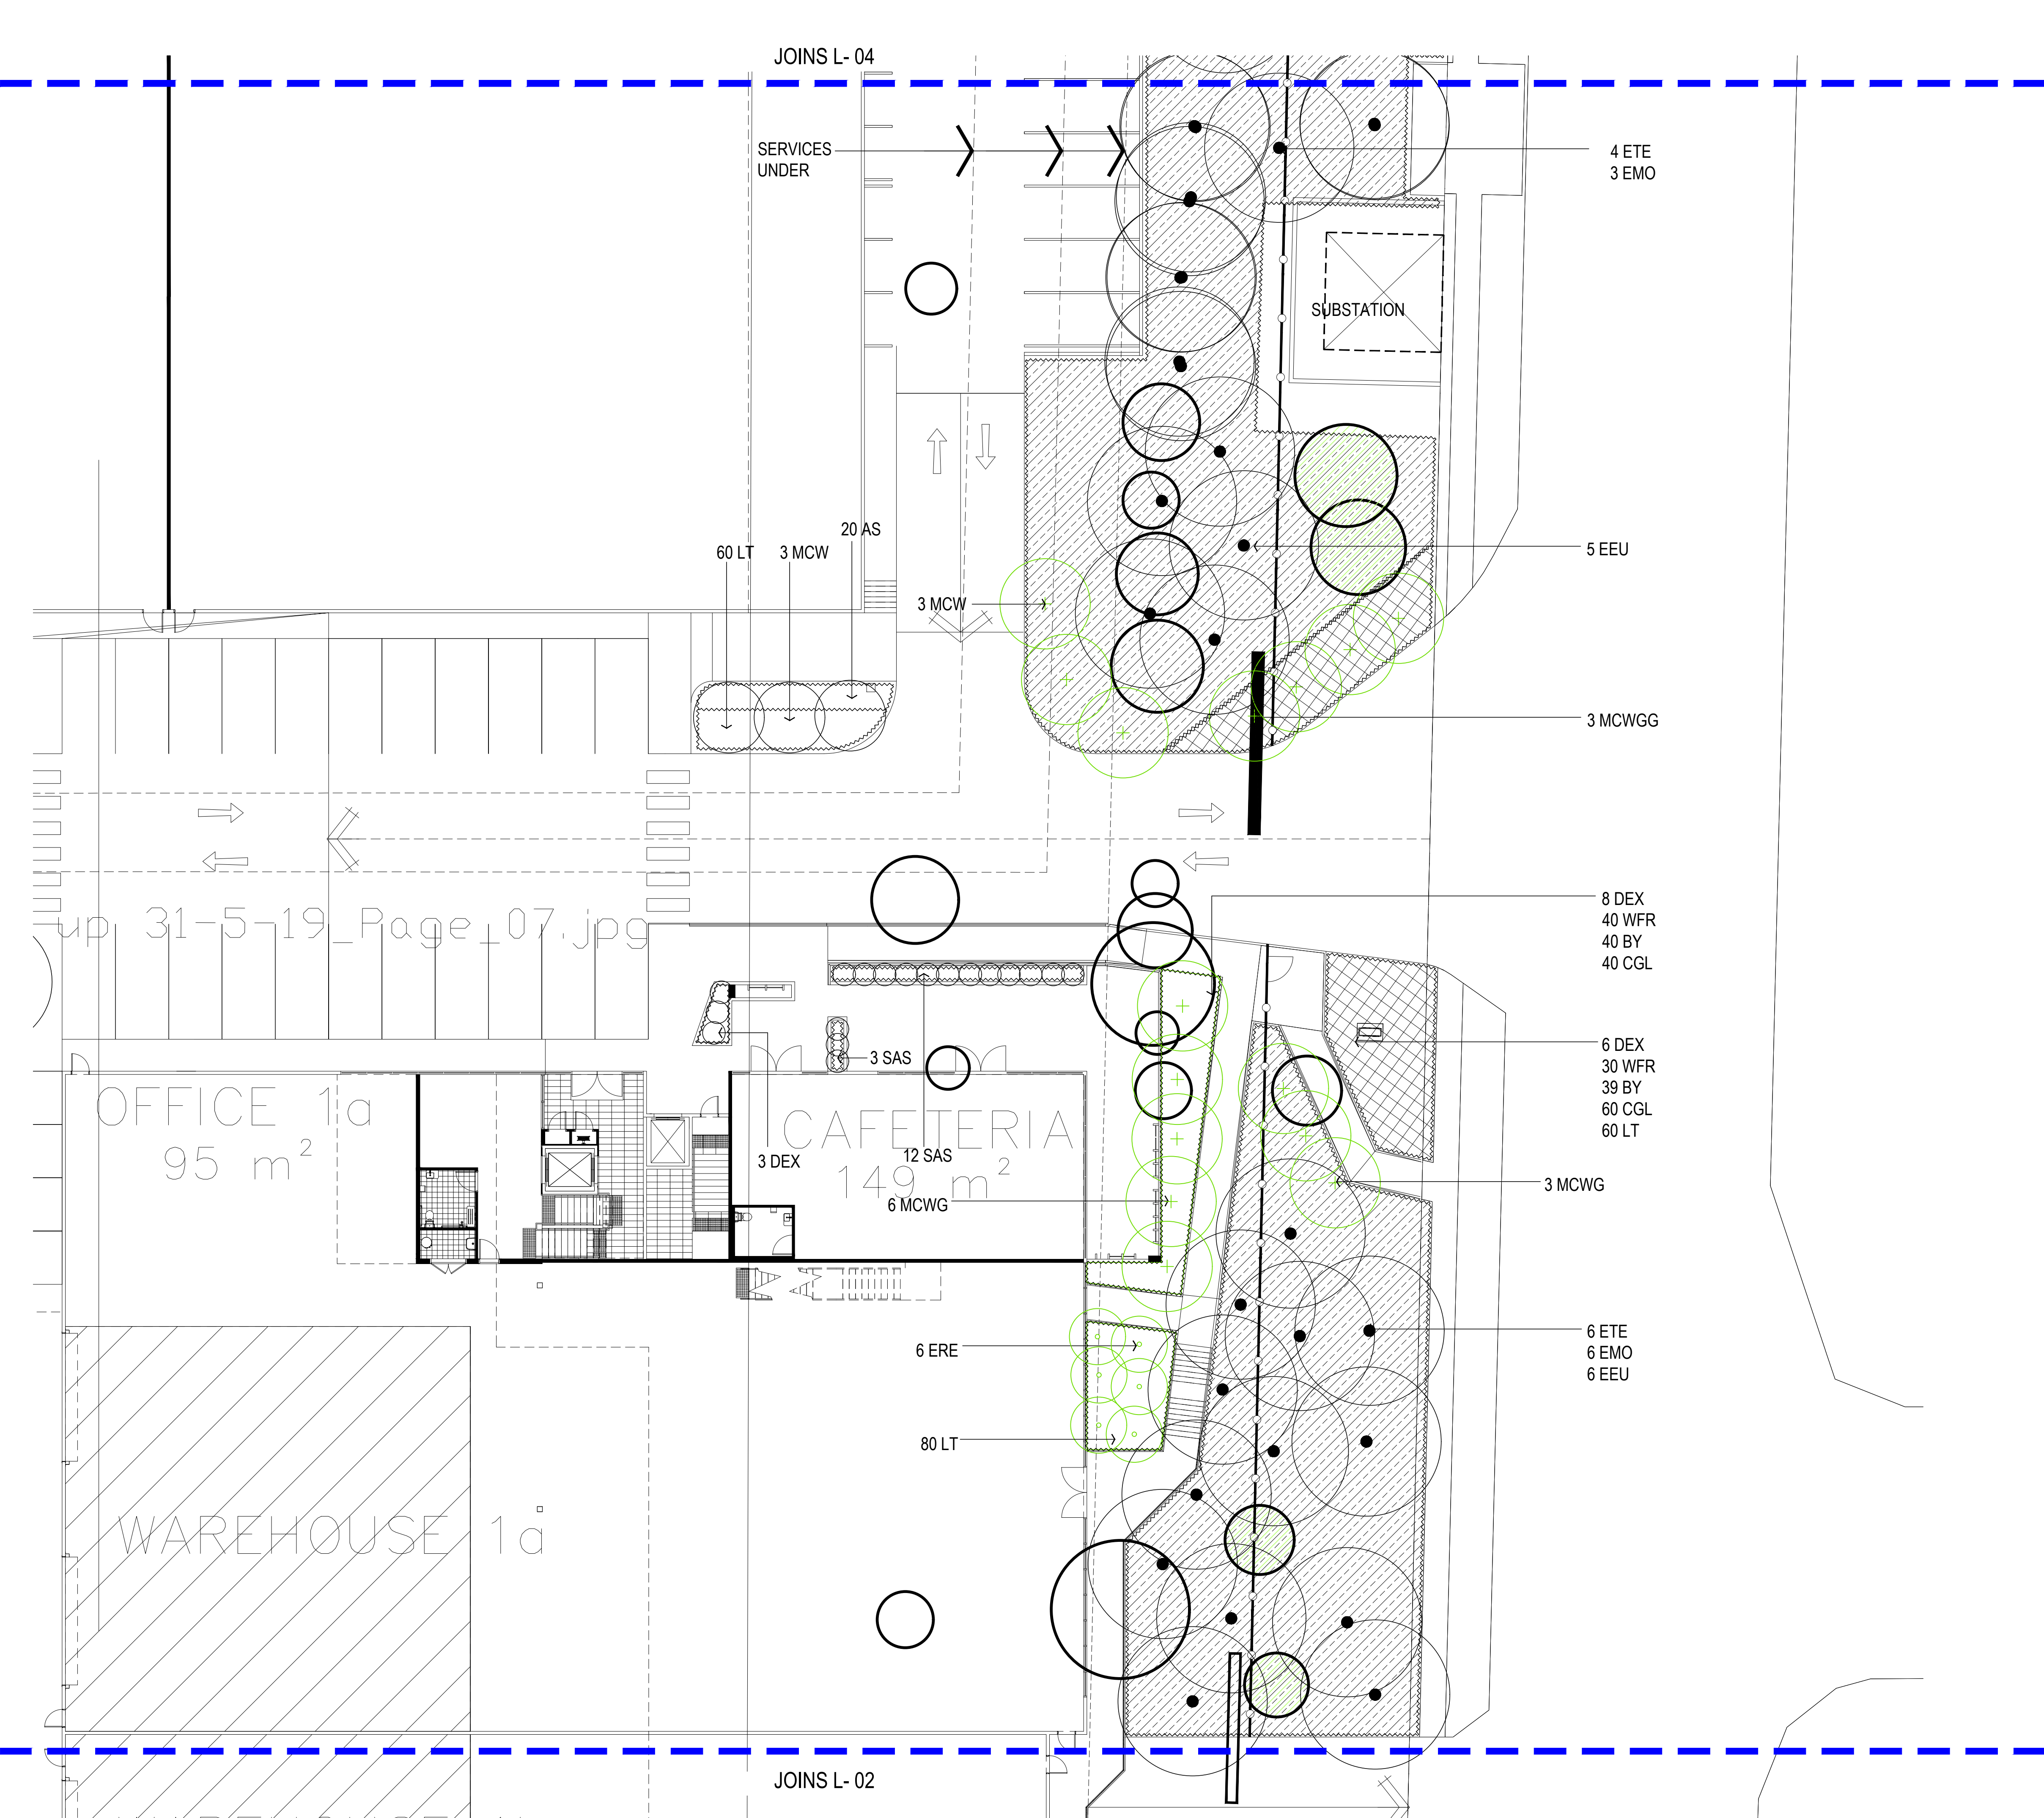 JOINS L- 04
SERVICES
UNDER
4 ETE
3 EMO
SUBSTATION
20 AS
60 LT
3 MCW
5 EEU
3 MCW
3 MCWGG
8 DEX
40 WFR
40 BY
40 CGL
up 31-5-19_Page_07.jpg
6 DEX
30 WFR
39 BY
60 CGL
60 LT
3 SAS
OFFICE 1a
95 m²
CAFETERIA
149 m²
3 DEX
12 SAS
3 MCWG
6 MCWG
6 ETE
6 EMO
6 EEU
6 ERE
80 LT
WAREHOUSE 1a
JOINS L- 02